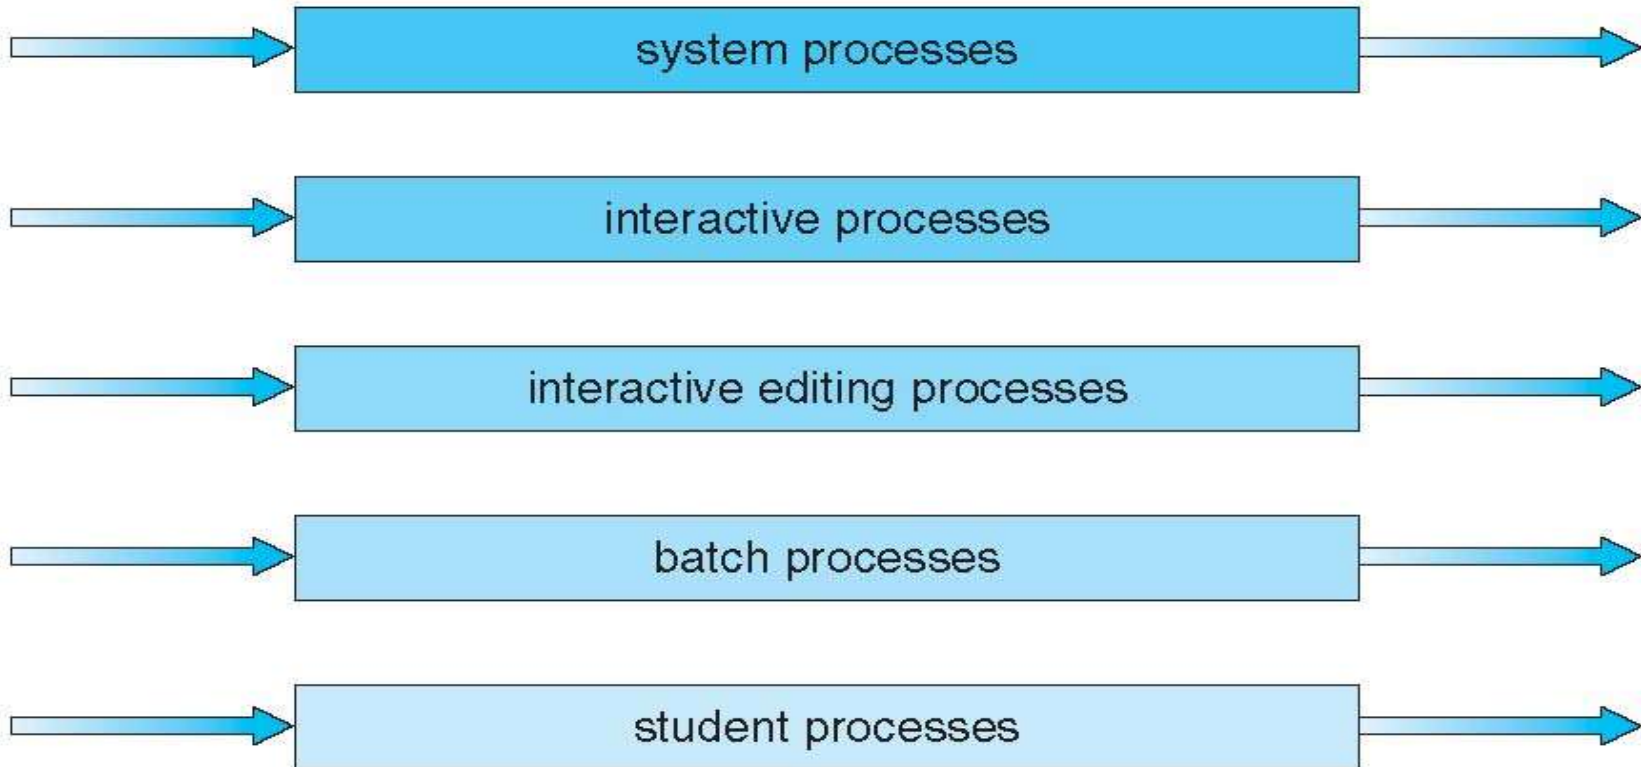 system processes
interactive processes
interactive editing processes
batch processes
student processes